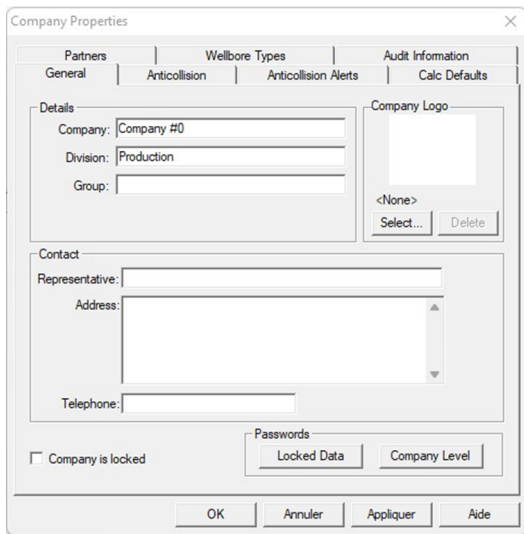 Company Properties
Partners Wellbore Types Audit Information
General Anticollision Anticollision Alerts Calc Defaults
Details
Company: Company #0
Division: Production
Group:
Company Logo
<None>
Select... Delete
Contact
Representative:
Address:
Telephone:
Company is locked
Passwords
Locked Data Company Level
OK Annuler Appliquer Aide